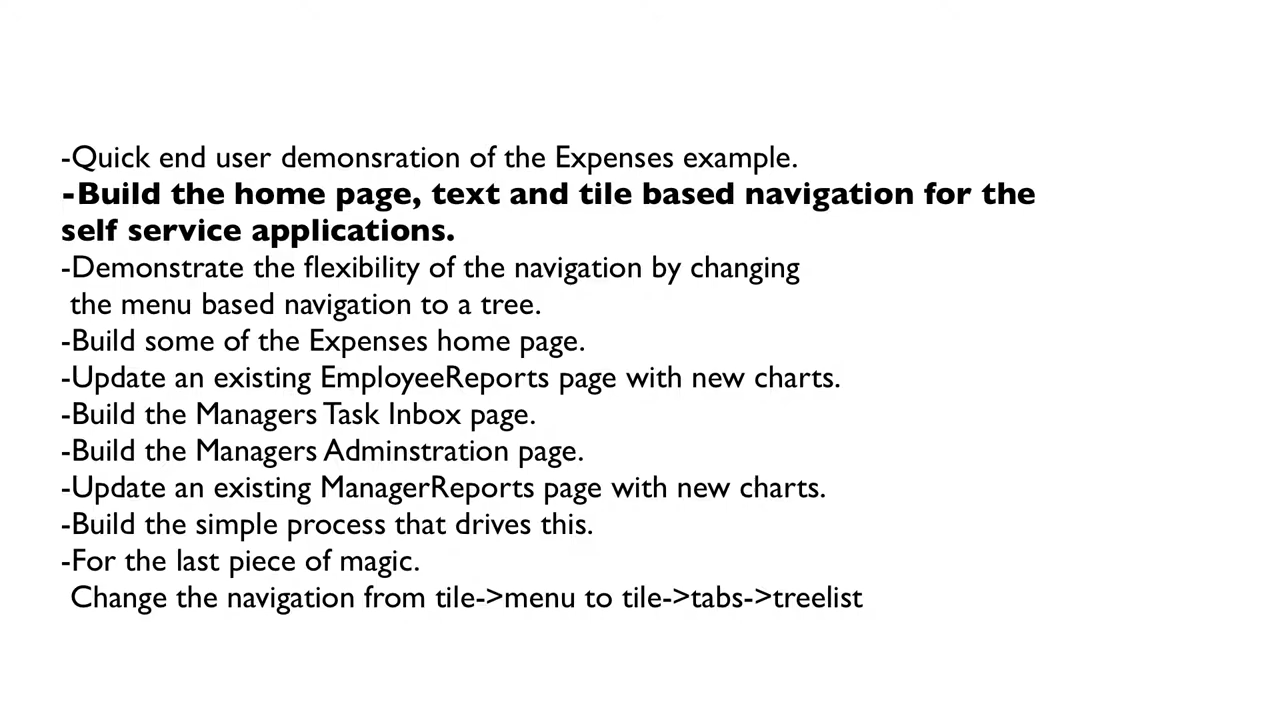 -Quick end user demonsration of the Expenses example.
-Build the home page, text and tile based navigation for the
self service applications.
-Demonstrate the flexibility of the navigation by changing
the menu based navigation to a tree.
-Build some of the Expenses home page.
-Update an existing EmployeeReports page with new charts.
-Build the Managers Task Inbox page.
-Build the Managers Adminstration page.
-Update an existing ManagerReports page with new charts.
-Build the simple process that drives this.
-For the last piece of magic.
Change the navigation from tile->menu to tile->tabs->treelist